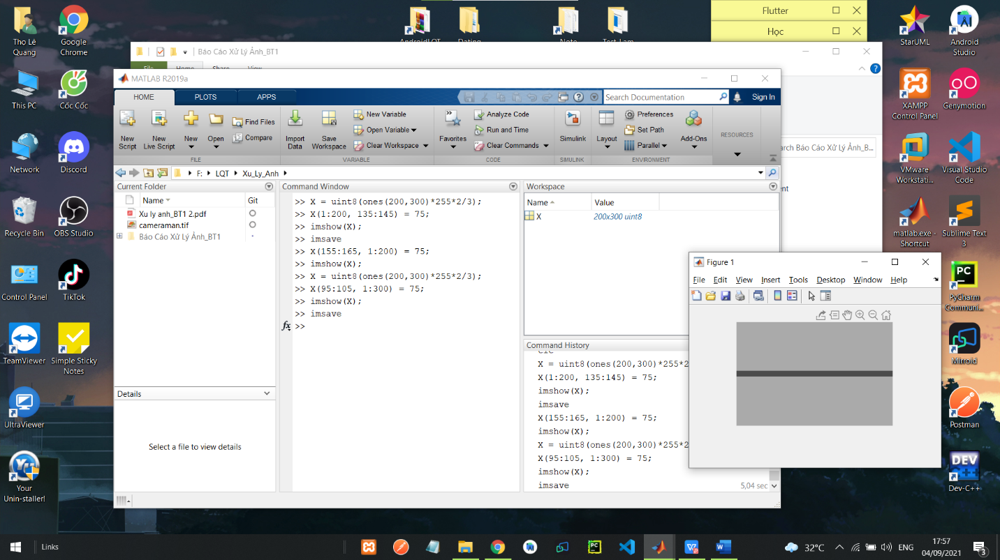 Tho Lê Quang
Google Chrome
This PC
Cốc Cốc
Network
Discord
Recycle Bin
OBS Studio
Control Panel
TikTok
TeamViewer
Simple Sticky Notes
UltraViewer
Your Unin-staller!
AndroidLQT
Dating
Note
Test-Lam
Flutter
Học
StarUML
Android Studio
XAMPP Control Panel
Genymotion
VMware Workstati...
Visual Studio Code
matlab.exe - Shortcut
Sublime Text 3
PyCharm Communi...
Mirroid
Postman
DEV
Dev-C++
Báo Cáo Xử Lý Ảnh_BT1
File Home Share View
arch Báo Cáo Xử Lý Ảnh_B...
MATLAB R2019a
HOME PLOTS APPS
Search Documentation
Sign In
New Script
New Live Script
New
Open
Find Files
Compare
Import Data
Save Workspace
New Variable
Open Variable
Clear Workspace
Favorites
Analyze Code
Run and Time
Clear Commands
Simulink
Layout
Preferences
Set Path
Parallel
Add-Ons
RESOURCES
FILE VARIABLE CODE SIMULINK ENVIRONMENT
F: LQT Xu_Ly_Anh
Current Folder
Name Git
Xu ly anh_BT1 2.pdf
cameraman.tif
Báo Cáo Xử Lý Ảnh_BT1
Details
Select a file to view details
Command Window
>> X = uint8(ones(200,300)*255*2/3);
>> X(1:200, 135:145) = 75;
>> imshow(X);
>> imsave
>> X(155:165, 1:200) = 75;
>> imshow(X);
>> X = uint8(ones(200,300)*255*2/3);
>> X(95:105, 1:300) = 75;
>> imshow(X);
>> imsave
fx >>
Workspace
Name Value
X 200x300 uint8
Command History
clc
X = uint8(ones(200,300)*255*2
X(1:200, 135:145) = 75;
imshow(X);
imsave
X(155:165, 1:200) = 75;
imshow(X);
X = uint8(ones(200,300)*255*2
X(95:105, 1:300) = 75;
imshow(X);
imsave 5,04 sec
Figure 1
File Edit View Insert Tools Desktop Window Help
Links
32°C
ENG
17:57
04/09/2021
3